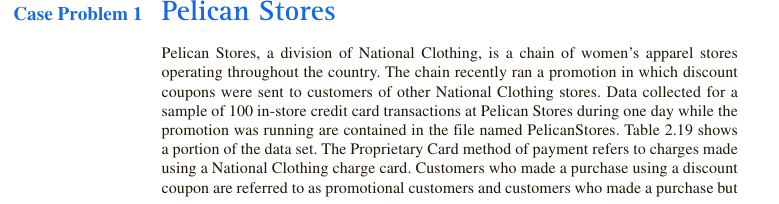 Case Problem 1 Pelican Stores
Pelican Stores, a division of National Clothing, is a chain of women's apparel stores
operating throughout the country. The chain recently ran a promotion in which discount
coupons were sent to customers of other National Clothing stores. Data collected for a
sample of 100 in-store credit card transactions at Pelican Stores during one day while the
promotion was running are contained in the file named PelicanStores. Table 2.19 shows
a portion of the data set. The Proprietary Card method of payment refers to charges made
using a National Clothing charge card. Customers who made a purchase using a discount
coupon are referred to as promotional customers and customers who made a purchase but